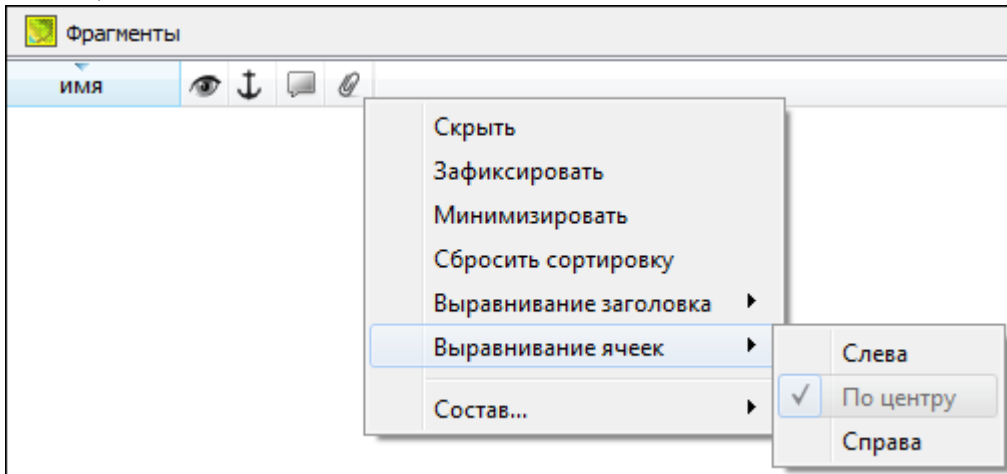 Фрагменты
имя
Скрыть
Зафиксировать
Минимизировать
Сбросить сортировку
Выравнивание заголовка
Выравнивание ячеек
Слева
По центру
Состав...
Справа